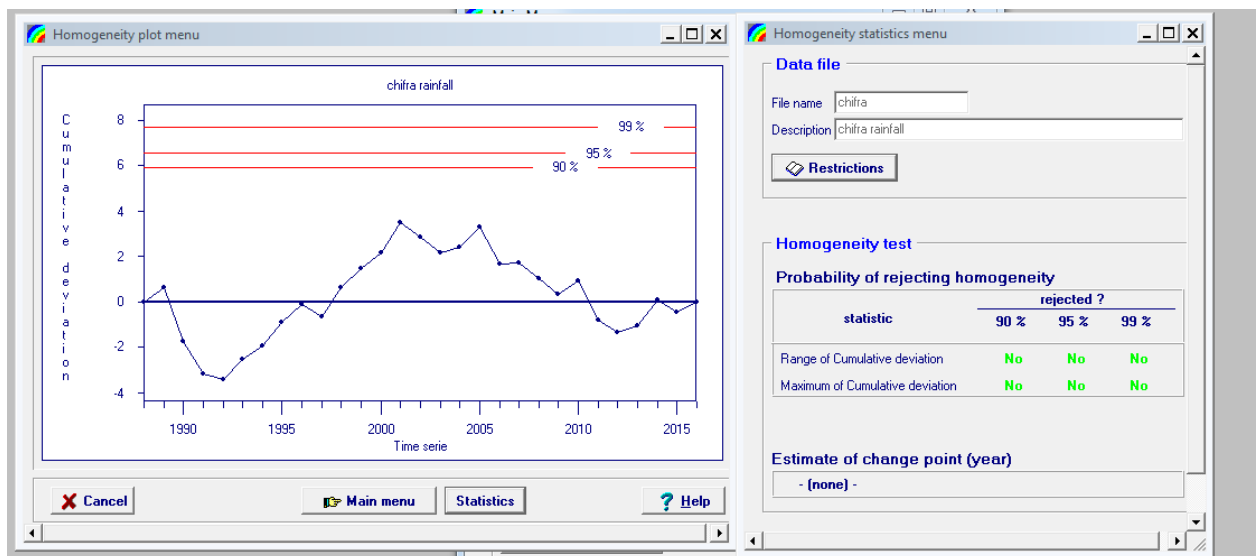 Homogeneity plot menu
chifra rainfall
Cumulative deviation
8
6
4
2
0
-2
-4
99 %
95 %
90 %
1990 1995 2000 2005 2010 2015
Time serie
Cancel Main menu Statistics ? Help
Homogeneity statistics menu
Data file
File name chifra
Description chifra rainfall
Restrictions
Homogeneity test
Probability of rejecting homogeneity
rejected ?
statistic 90 % 95 % 99 %
Range of Cumulative deviation No No No
Maximum of Cumulative deviation No No No
Estimate of change point (year)
- (none) -